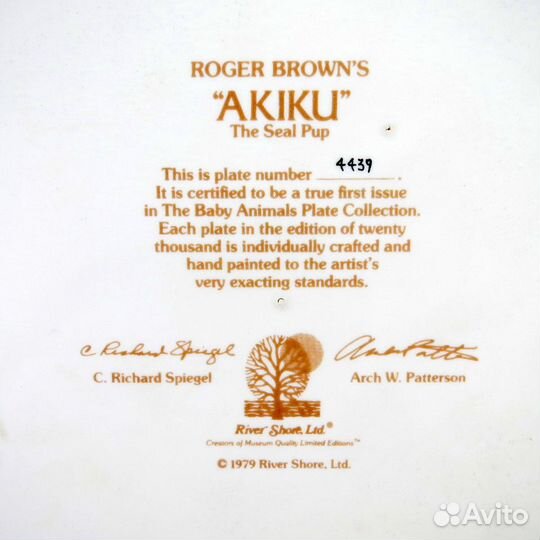 ROGER BROWN'S
"AKIKU"
The Seal Pup
This is plate number 4439.
It is certified to be a true first issue
in The Baby Animals Plate Collection.
Each plate in the edition of twenty
thousand is individually crafted and
hand painted to the artist's
very exacting standards.
C Richard Spiegel
C. Richard Spiegel
Arch W. Patterson
River Shore, Ltd.®
Creators of Museum Quality Limited Editions™
© 1979 River Shore, Ltd.
Avito